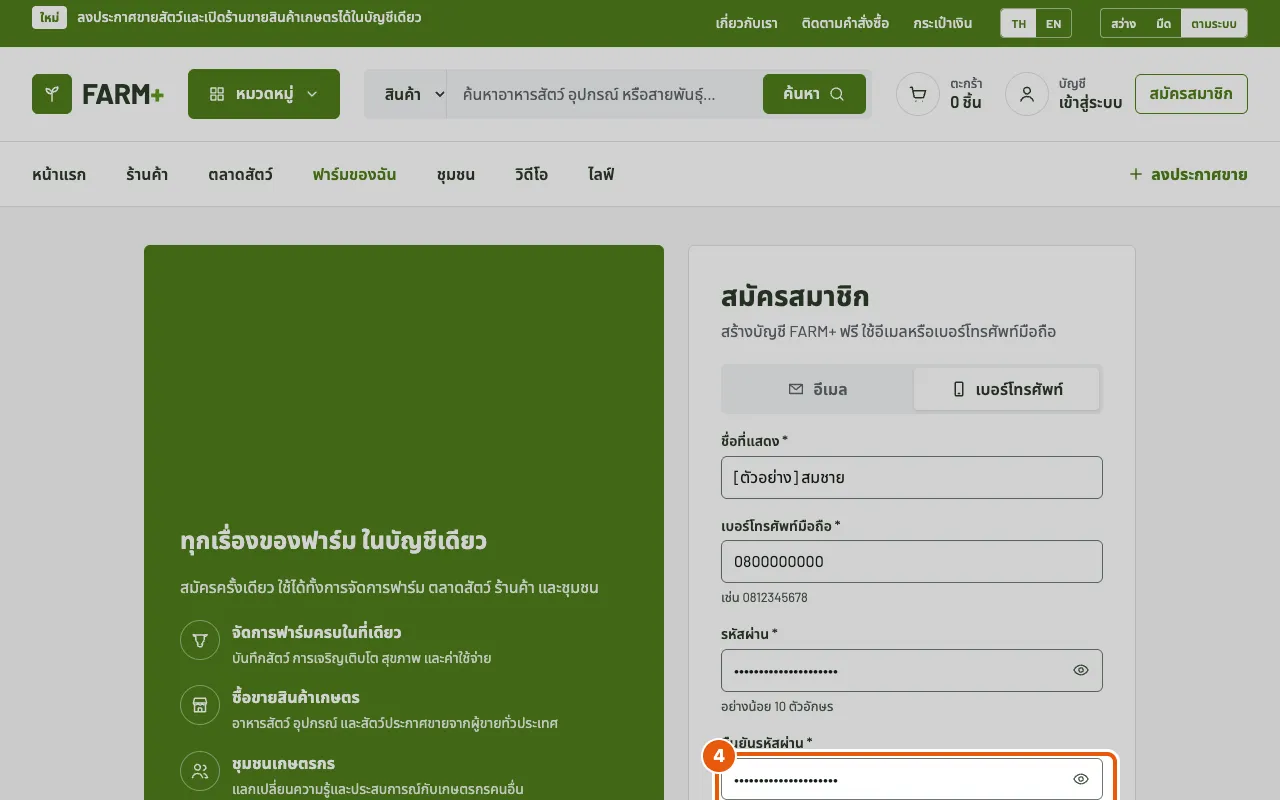 ใหม่ ลงประกาศขายสัตว์และเปิดร้านขายสินค้าเกษตรได้ในบัญชีเดียว
เกี่ยวกับเรา ติดตามคำสั่งซื้อ กระเป๋าเงิน TH EN สว่าง มืด ตามระบบ
FARM+ หมวดหมู่ สินค้า ค้นหาอาหารสัตว์ อุปกรณ์ หรือสายพันธุ์... ค้นหา
ตะกร้า
0 ชิ้น
บัญชี
เข้าสู่ระบบ
สมัครสมาชิก
หน้าแรก ร้านค้า ตลาดสัตว์ ฟาร์มของฉัน ชุมชน วิดีโอ ไลฟ์ + ลงประกาศขาย
ทุกเรื่องของฟาร์ม ในบัญชีเดียว
สมัครครั้งเดียว ใช้ได้ทั้งการจัดการฟาร์ม ตลาดสัตว์ ร้านค้า และชุมชน
จัดการฟาร์มครบในที่เดียว
บันทึกสัตว์ การเจริญเติบโต สุขภาพ และค่าใช้จ่าย
ซื้อขายสินค้าเกษตร
อาหารสัตว์ อุปกรณ์ และสัตว์ประกาศขายจากผู้ขายทั่วประเทศ
ชุมชนเกษตรกร
แลกเปลี่ยนความรู้และประสบการณ์กับเกษตรกรคนอื่น
สมัครสมาชิก
สร้างบัญชี FARM+ ฟรี ใช้อีเมลหรือเบอร์โทรศัพท์มือถือ
อีเมล เบอร์โทรศัพท์
ชื่อที่แสดง *
[ตัวอย่าง] สมชาย
เบอร์โทรศัพท์มือถือ *
0800000000
เช่น 0812345678
รหัสผ่าน *
•••••••••••••••••••••
อย่างน้อย 10 ตัวอักษร
ยืนยันรหัสผ่าน *
4
•••••••••••••••••••••